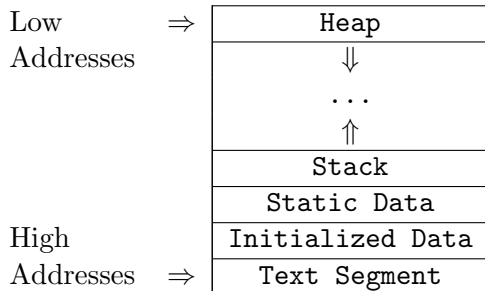 Low ⇒ Heap
Addresses ⇓
...
⇑
Stack
Static Data
High Initialized Data
Addresses ⇒ Text Segment